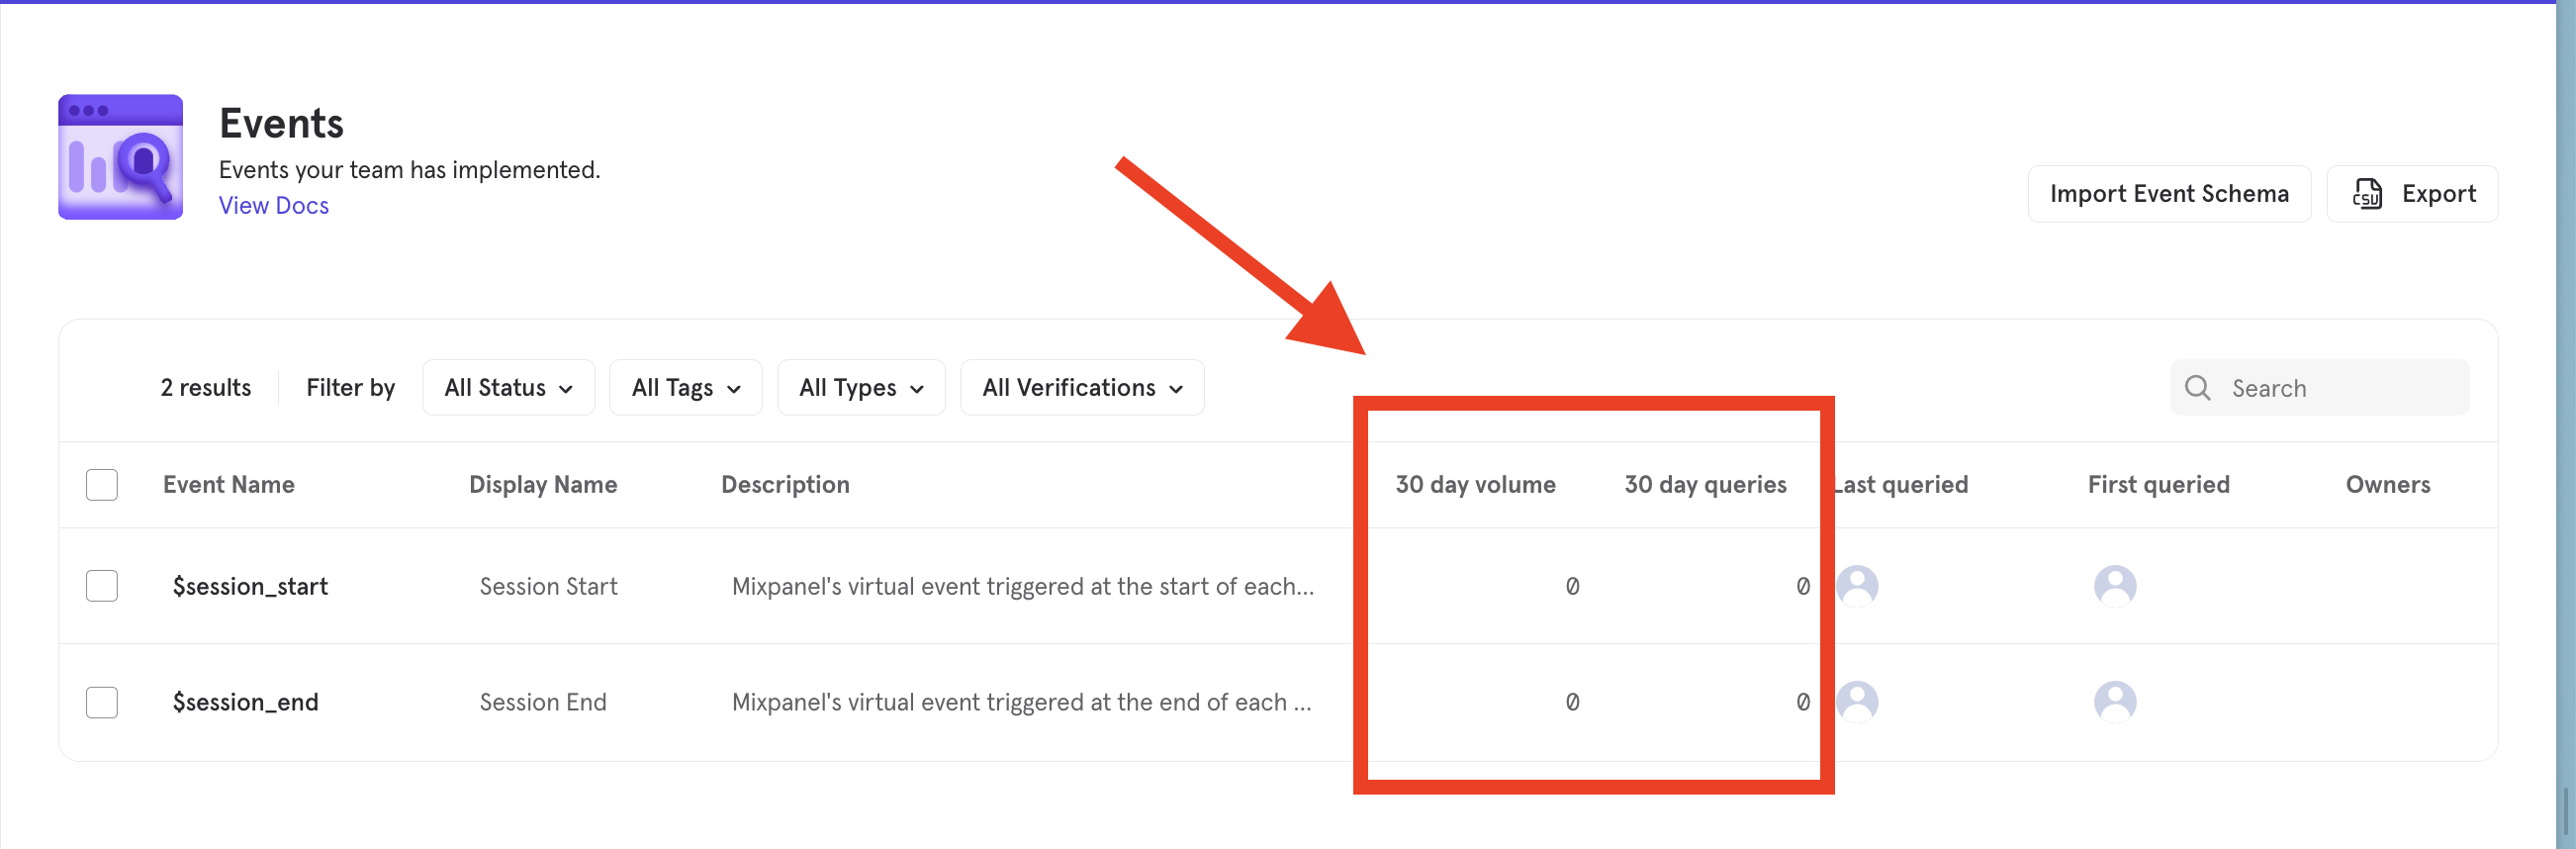 Events
Events your team has implemented.
View Docs
Import Event Schema
CSV Export
2 results Filter by All Status All Tags All Types All Verifications Search
Event Name Display Name Description 30 day volume 30 day queries Last queried First queried Owners
$session_start Session Start Mixpanel's virtual event triggered at the start of each... 0 0
$session_end Session End Mixpanel's virtual event triggered at the end of each ... 0 0